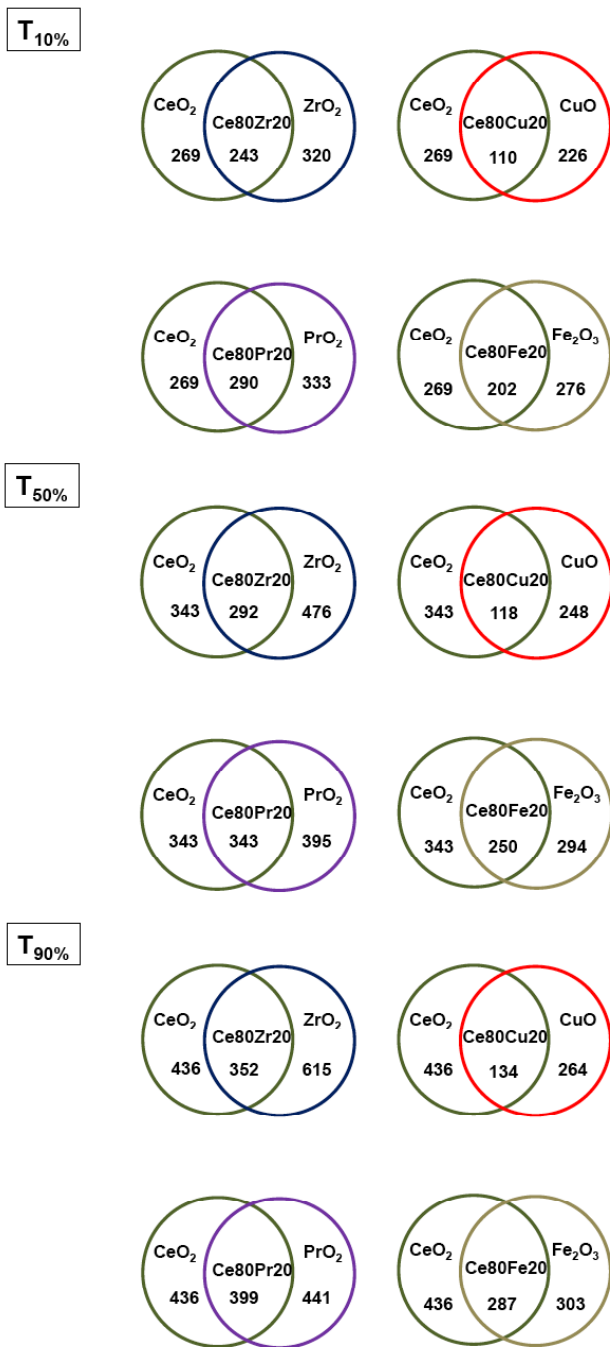 T10%
CeO2 Ce80Zr20 ZrO2
269 243 320
CeO2 Ce80Cu20 CuO
269 110 226
CeO2 Ce80Pr20 PrO2
269 290 333
CeO2 Ce80Fe20 Fe2O3
269 202 276
T50%
CeO2 Ce80Zr20 ZrO2
343 292 476
CeO2 Ce80Cu20 CuO
343 118 248
CeO2 Ce80Pr20 PrO2
343 343 395
CeO2 Ce80Fe20 Fe2O3
343 250 294
T90%
CeO2 Ce80Zr20 ZrO2
436 352 615
CeO2 Ce80Cu20 CuO
436 134 264
CeO2 Ce80Pr20 PrO2
436 399 441
CeO2 Ce80Fe20 Fe2O3
436 287 303